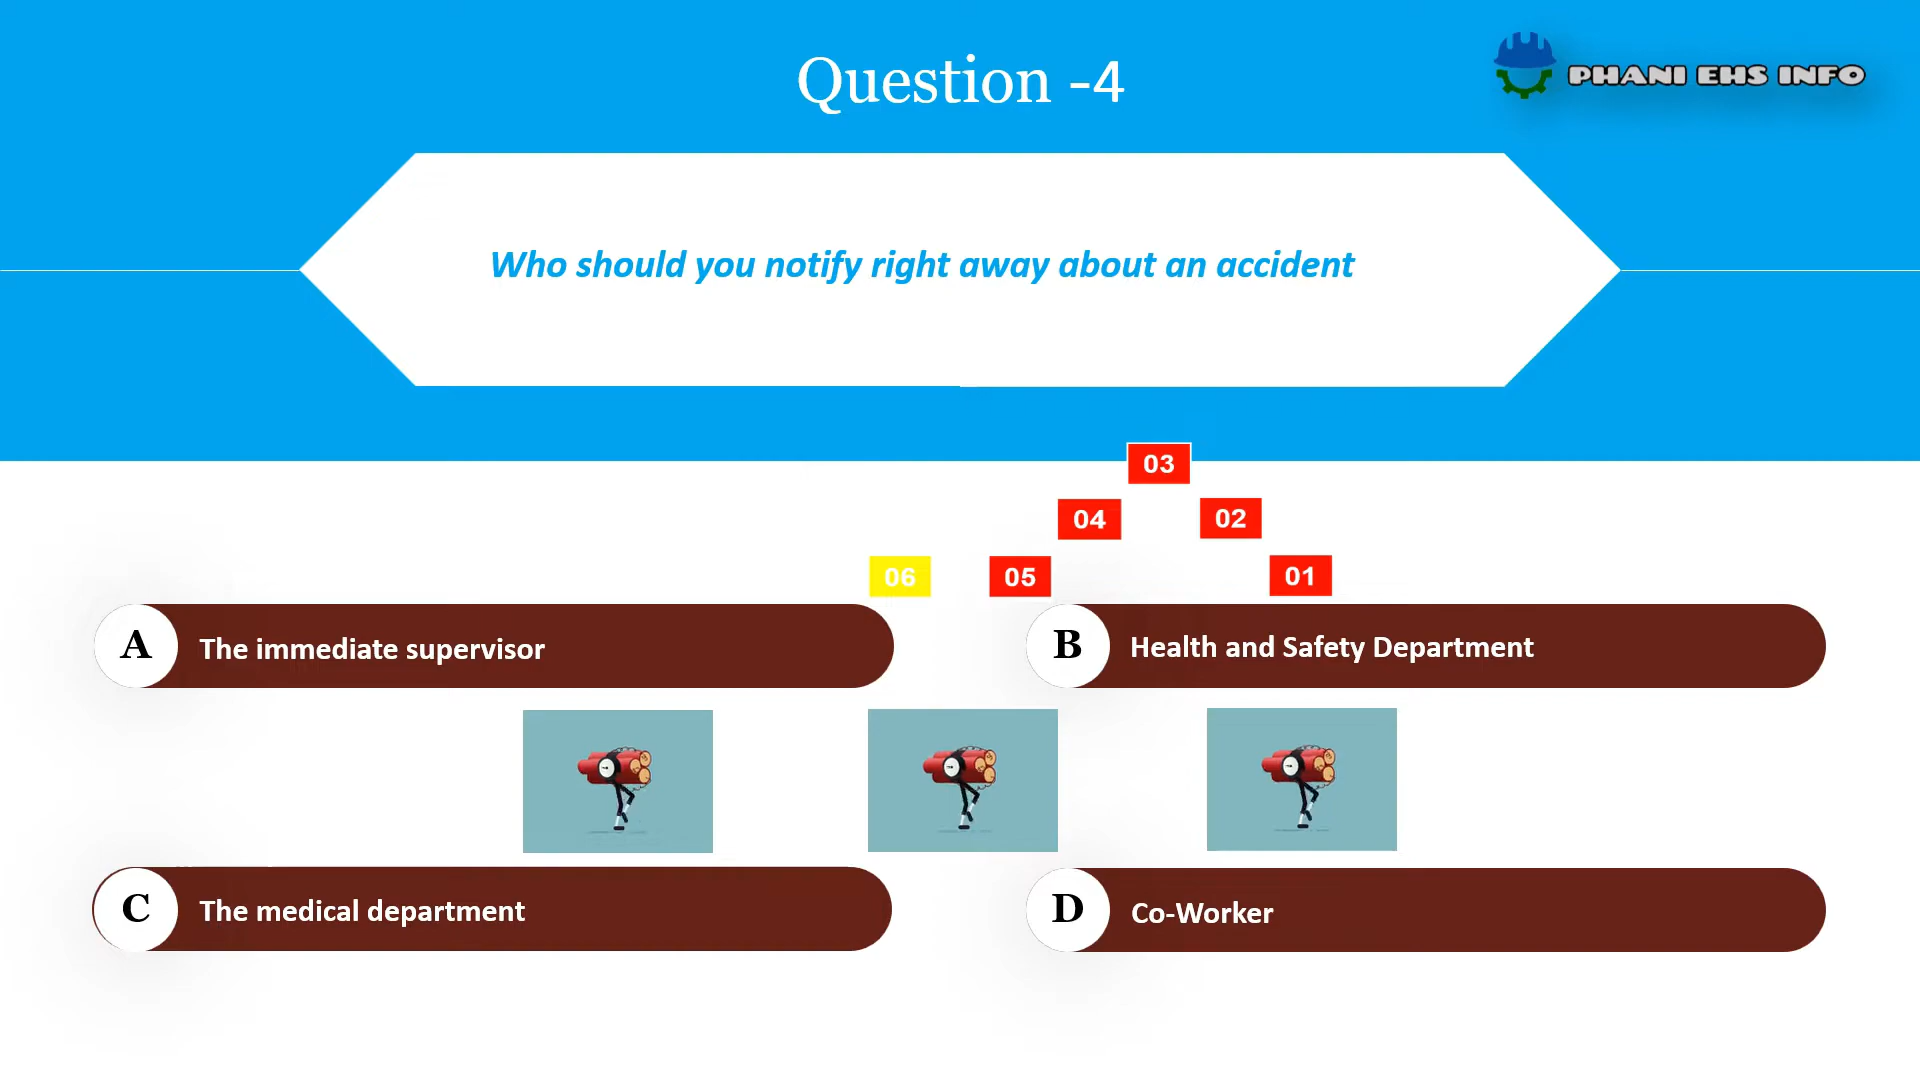 Question -4
PHANI EHS INFO
Who should you notify right away about an accident
03
04
02
06
05
01
A
The immediate supervisor
B
Health and Safety Department
C
The medical department
D
Co-Worker